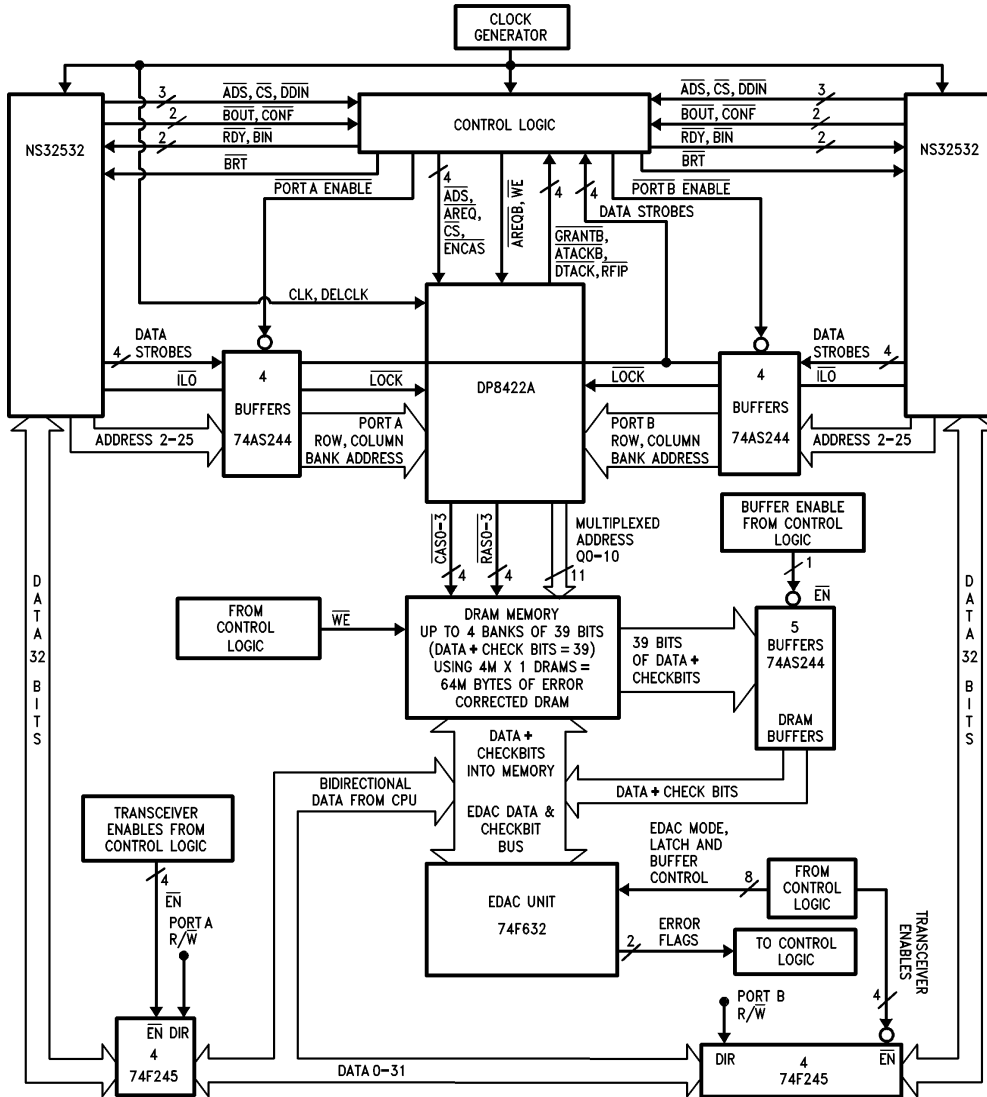 CLOCK
GENERATOR
NS32532
3
ADS, CS, DDIN
2
BOUT, CONF
2
RDY, BIN
BRT
CONTROL LOGIC
ADS, CS, DDIN
3
BOUT, CONF
2
RDY, BIN
2
BRT
NS32532
PORT A ENABLE
4
ADS,
AREQ,
CS,
ENCAS
AREQB, WE
4
GRANTB,
ATACKB,
DTACK, RFIP
4
DATA STROBES
PORT B ENABLE
CLK, DELCLK
4
DATA
STROBES
ILO
ADDRESS 2-25
4
BUFFERS
74AS244
LOCK
PORT A
ROW, COLUMN
BANK ADDRESS
DP8422A
LOCK
PORT B
ROW, COLUMN
BANK ADDRESS
4
BUFFERS
74AS244
DATA
STROBES
4
ILO
ADDRESS 2-25
CAS0-3
4
RAS0-3
4
MULTIPLEXED
ADDRESS
Q0-10
11
BUFFER ENABLE
FROM CONTROL
LOGIC
1
EN
DATA 32 BITS
FROM
CONTROL
LOGIC
WE
DRAM MEMORY
UP TO 4 BANKS OF 39 BITS
(DATA + CHECK BITS = 39)
USING 4M X 1 DRAMS =
64M BYTES OF ERROR
CORRECTED DRAM
39 BITS
OF DATA +
CHECKBITS
5
BUFFERS
74AS244
DRAM
BUFFERS
DATA 32 BITS
DATA +
CHECKBITS
INTO MEMORY
EDAC DATA &
CHECKBIT
BUS
BIDIRECTIONAL
DATA FROM CPU
DATA + CHECK BITS
TRANSCEIVER
ENABLES FROM
CONTROL LOGIC
4
EN
PORT A
R/W
EDAC UNIT
74F632
EDAC MODE,
LATCH AND
BUFFER
CONTROL
8
FROM
CONTROL
LOGIC
2
ERROR
FLAGS
TO CONTROL
LOGIC
TRANSCEIVER
ENABLES
4
PORT B
R/W
EN DIR
4
74F245
DATA 0-31
DIR
4
74F245
EN